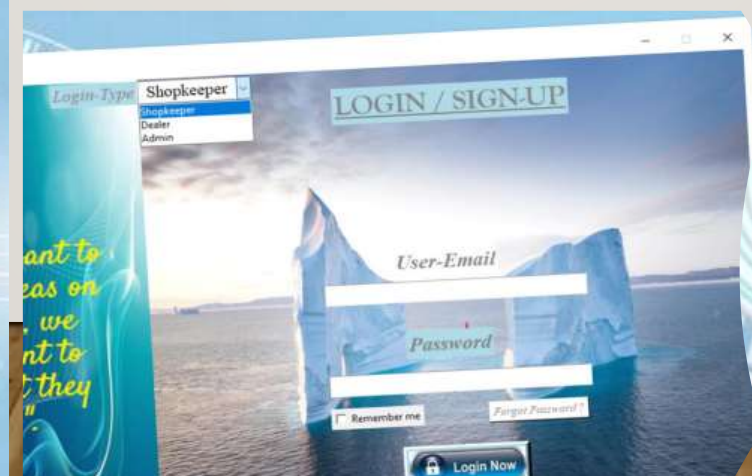 Login-Type Shopkeeper
Shopkeeper
Dealer
Admin
LOGIN / SIGN-UP
ant to
eas on
we
nt to
they
".
User-Email
Password
Remember me
Forgot Password ?
Login Now